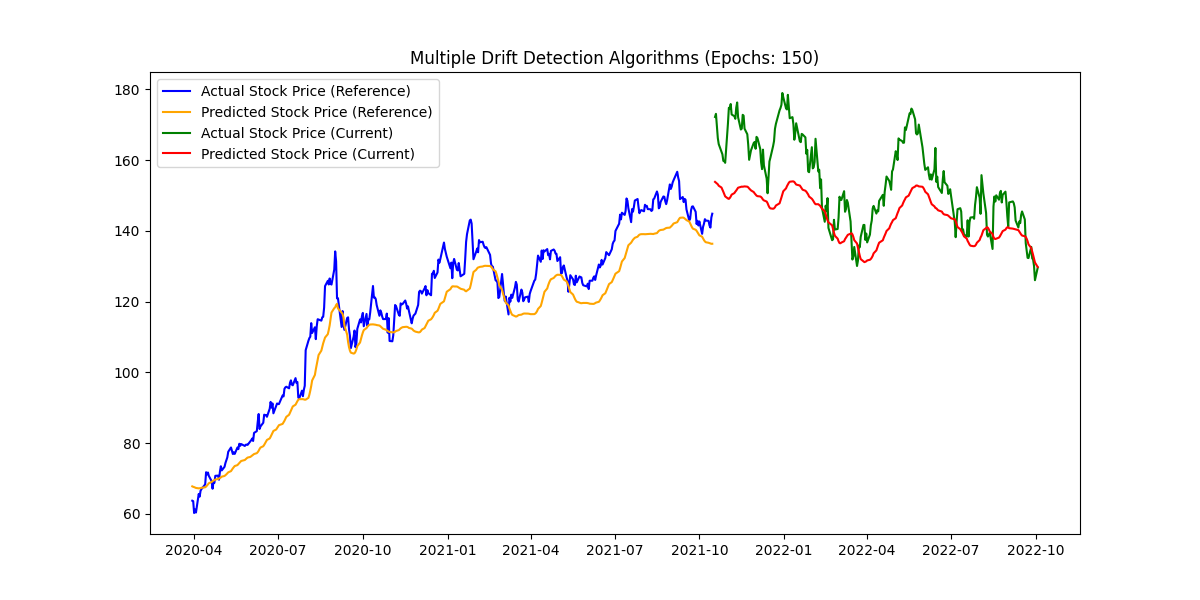 Multiple Drift Detection Algorithms (Epochs: 150)
Actual Stock Price (Reference)
Predicted Stock Price (Reference)
Actual Stock Price (Current)
Predicted Stock Price (Current)
180
160
140
120
100
80
60
2020-04 2020-07 2020-10 2021-01 2021-04 2021-07 2021-10 2022-01 2022-04 2022-07 2022-10